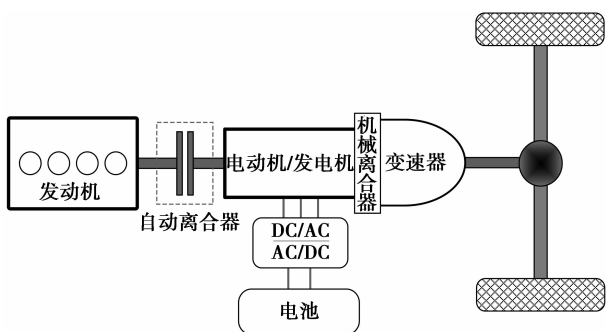 发动机
自动离合器
电动机/发电机
机械离合器
变速器
DC/AC
AC/DC
电池